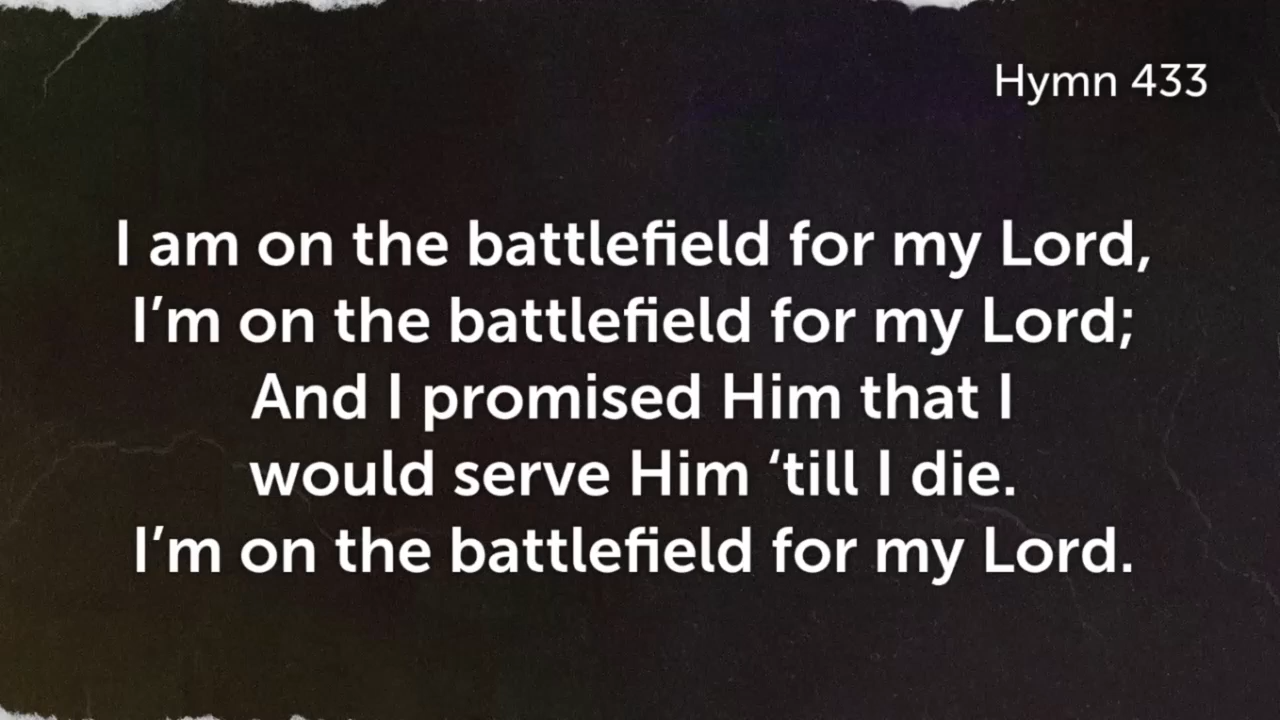 Hymn 433
I am on the battlefield for my Lord,
I’m on the battlefield for my Lord;
And I promised Him that I
would serve Him ‘till I die.
I’m on the battlefield for my Lord.